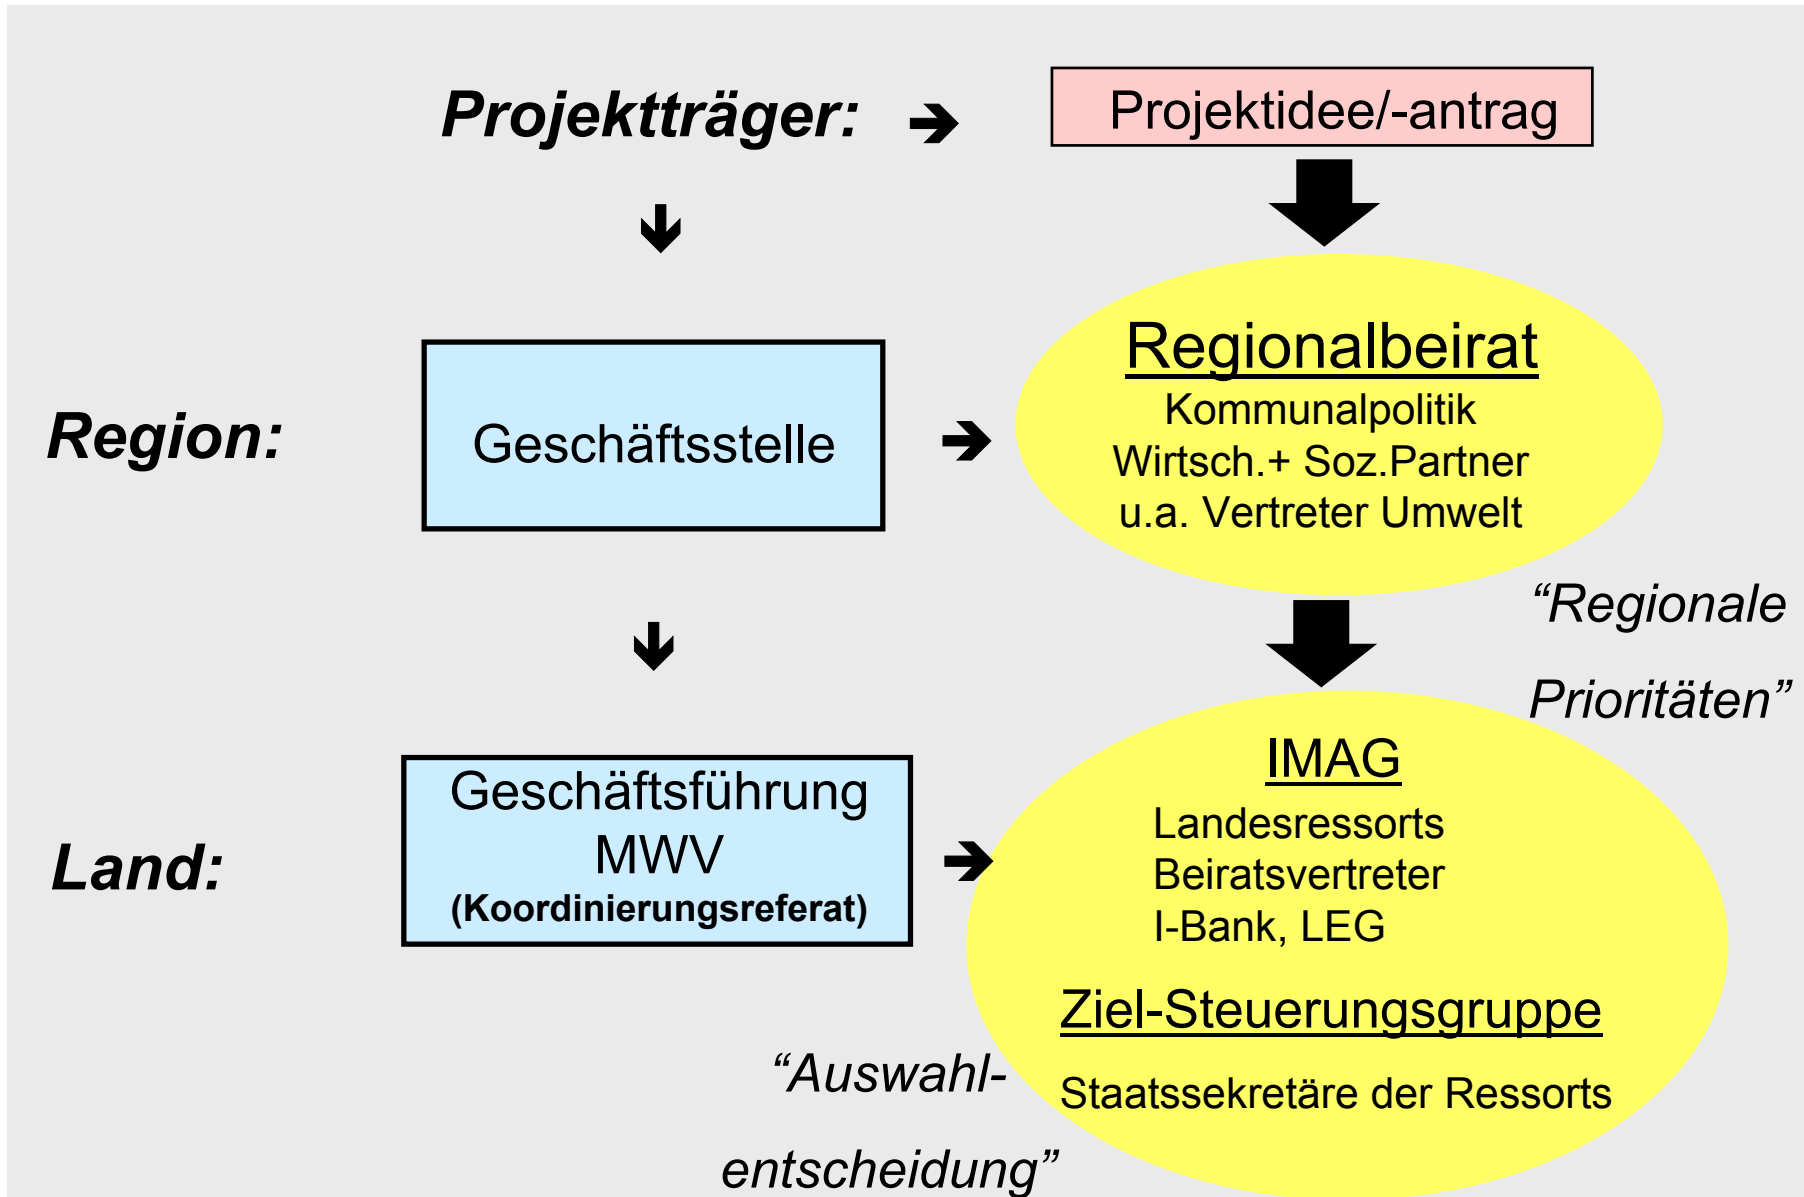 Projektträger:
Projektidee/-antrag
Region:
Geschäftsstelle
Regionalbeirat
Kommunalpolitik
Wirtsch.+ Soz.Partner
u.a. Vertreter Umwelt
“Regionale
Prioritäten”
Land:
Geschäftsführung
MWV
(Koordinierungsreferat)
IMAG
Landesressorts
Beiratsvertreter
I-Bank, LEG
Ziel-Steuerungsgruppe
Staatssekretäre der Ressorts
“Auswahl-
entscheidung”